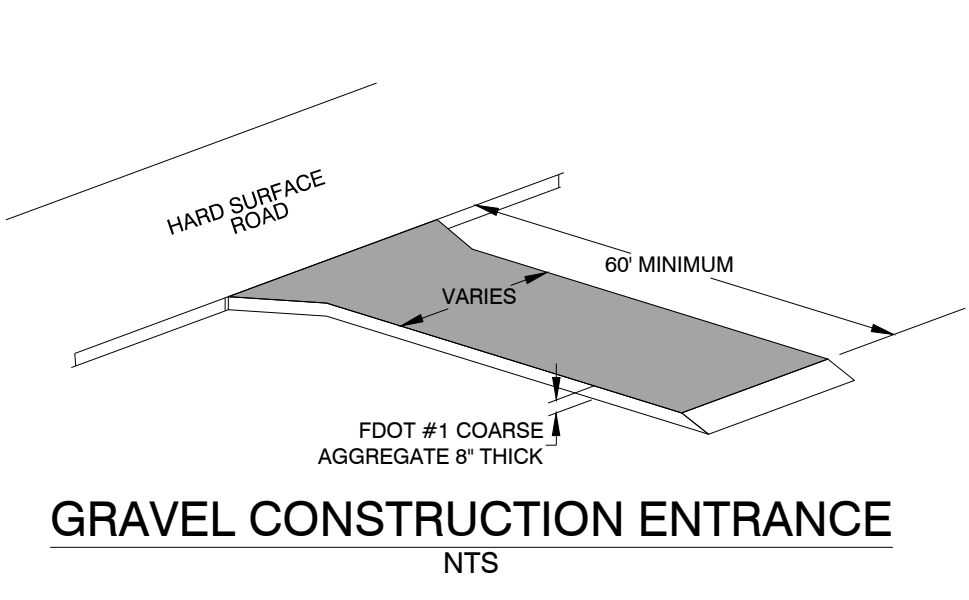 HARD SURFACE
ROAD
60' MINIMUM
VARIES
FDOT #1 COARSE
AGGREGATE 8" THICK
GRAVEL CONSTRUCTION ENTRANCE
NTS